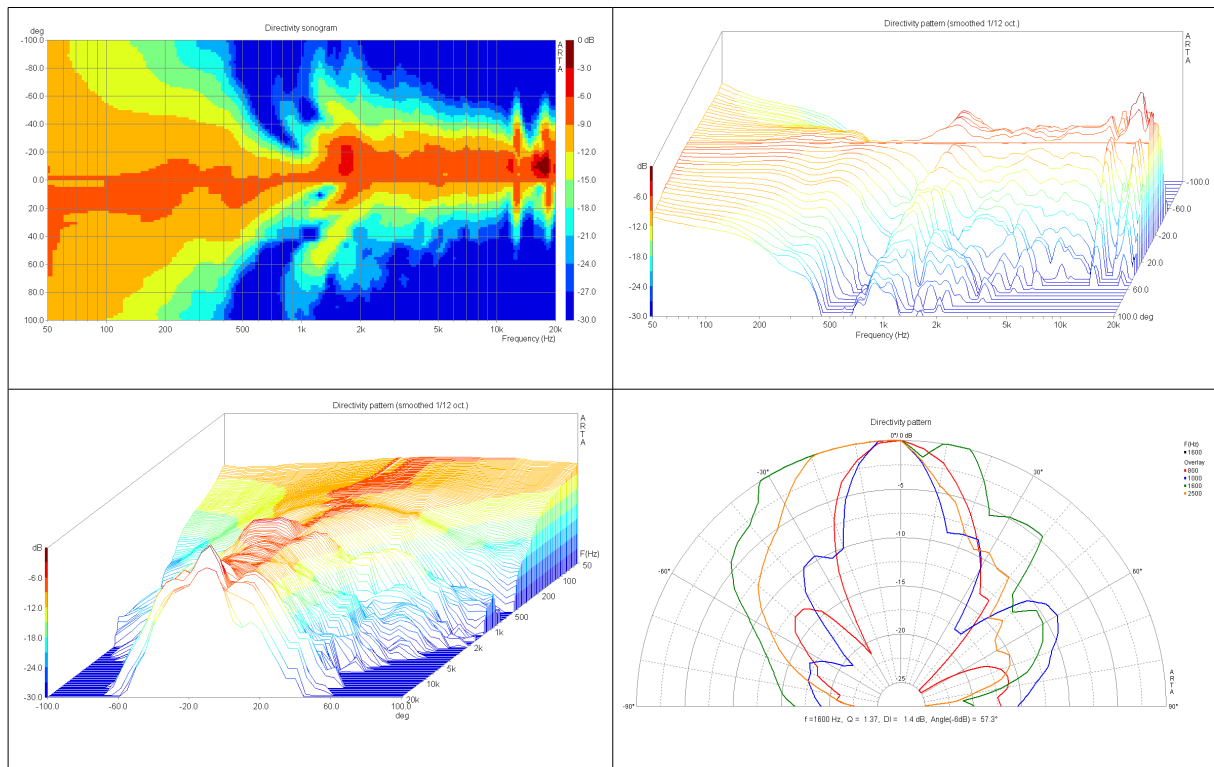 Directivity sonogram
deg
-100.0
-80.0
-60.0
-40.0
-20.0
0.0
20.0
40.0
60.0
80.0
100.0
50 100 200 500 1k 2k 5k 10k 20k
Frequency (Hz)
0 dB
-3.0
-6.0
-9.0
-12.0
-15.0
-18.0
-21.0
-24.0
-27.0
-30.0
A
R
T
A
Directivity pattern (smoothed 1/12 oct.)
A
R
T
A
dB
-6.0
-12.0
-18.0
-24.0
-30.0
50 100 200 500 1k 2k 5k 10k 20k
Frequency (Hz)
-100.0
-60.0
-20.0
20.0
60.0
100.0 deg
Directivity pattern (smoothed 1/12 oct.)
A
R
T
A
dB
-6.0
-12.0
-18.0
-24.0
-30.0
-100.0 -60.0 -20.0 20.0 60.0 100.0
deg
F(Hz)
50
100
200
500
1k
2k
5k
10k
20k
Directivity pattern
0°/ 0 dB
-30°
30°
-60°
60°
-90°
90°
-5
-10
-15
-20
-25
F(Hz)
1600
Overlay
800
1000
1600
2500
A
R
T
A
f =1600 Hz, Q = 1.37, DI = 1.4 dB, Angle(-6dB) = 57.3°